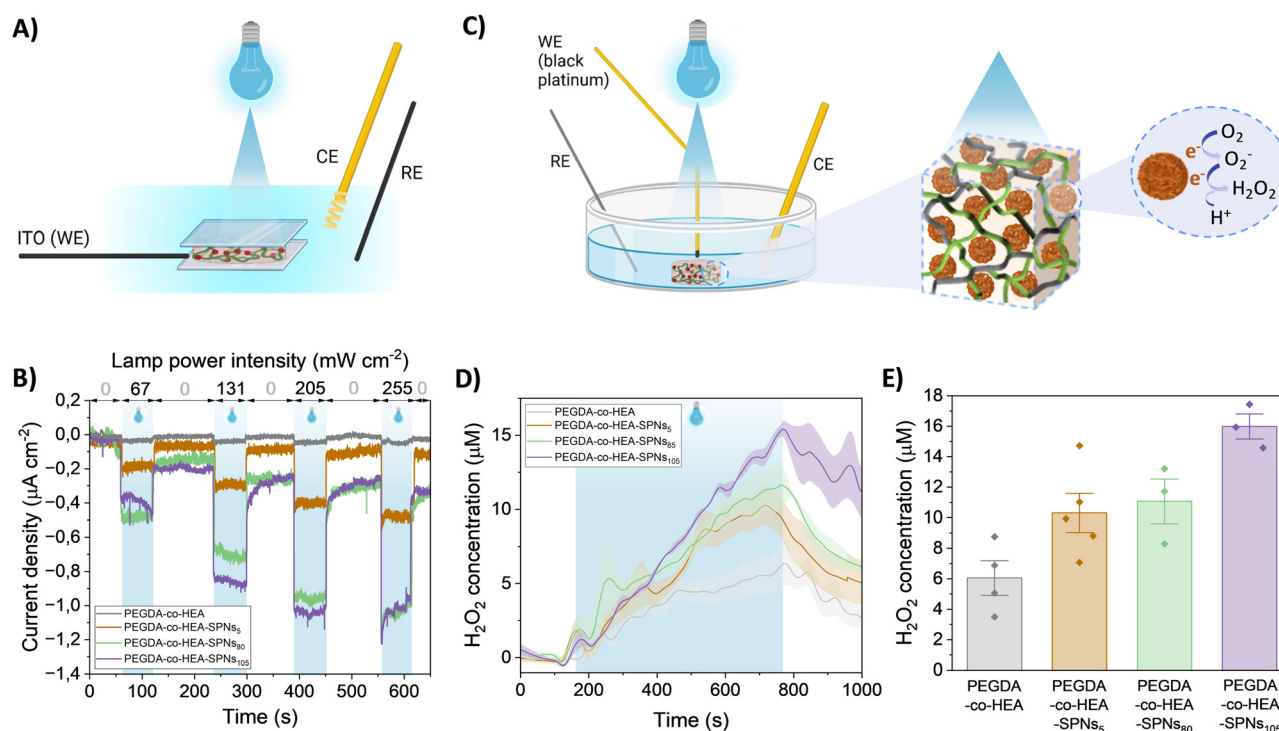 A)
CE
RE
ITO (WE)
C)
WE
(black
platinum)
RE
CE
e⁻
O₂
e⁻
O₂⁻
H₂O₂
H⁺
B)
Lamp power intensity (mW cm⁻²)
0 67 0 131 0 205 0 255 0
Current density (µA cm⁻²)
0,2
0,0
−0,2
−0,4
−0,6
−0,8
−1,0
−1,2
−1,4
PEGDA-co-HEA
PEGDA-co-HEA-SPNs₅
PEGDA-co-HEA-SPNs₈₀
PEGDA-co-HEA-SPNs₁₀₅
0 100 200 300 400 500 600
Time (s)
D)
H₂O₂ concentration (µM)
15
10
5
0
PEGDA-co-HEA
PEGDA-co-HEA-SPNs₅
PEGDA-co-HEA-SPNs₈₅
PEGDA-co-HEA-SPNs₁₀₅
0 200 400 600 800 1000
Time (s)
E)
H₂O₂ concentration (µM)
18
16
14
12
10
8
6
4
2
0
PEGDA
-co-HEA
PEGDA
-co-HEA
-SPNs₅
PEGDA
-co-HEA
-SPNs₈₀
PEGDA
-co-HEA
-SPNs₁₀₅